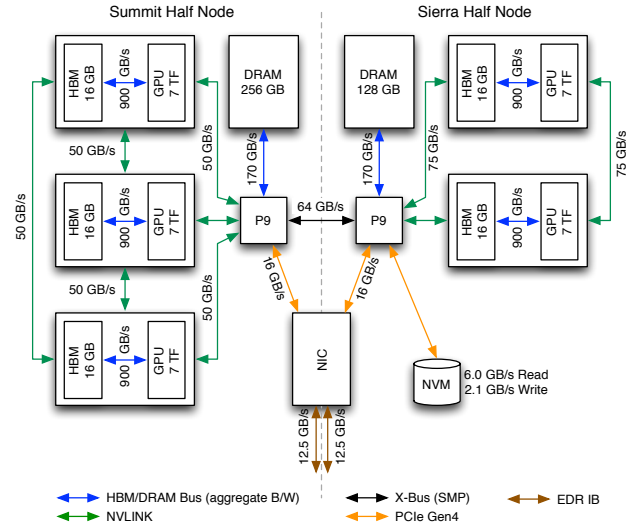 Summit Half Node
Sierra Half Node
HBM
16 GB
900 GB/s
GPU
7 TF
50 GB/s
DRAM
256 GB
DRAM
128 GB
HBM
16 GB
900 GB/s
GPU
7 TF
50 GB/s
170 GB/s
170 GB/s
75 GB/s
75 GB/s
50 GB/s
HBM
16 GB
900 GB/s
GPU
7 TF
P9
64 GB/s
P9
HBM
16 GB
900 GB/s
GPU
7 TF
50 GB/s
50 GB/s
16 GB/s
16 GB/s
HBM
16 GB
900 GB/s
GPU
7 TF
NIC
NVM
6.0 GB/s Read
2.1 GB/s Write
12.5 GB/s
12.5 GB/s
HBM/DRAM Bus (aggregate B/W)
X-Bus (SMP)
EDR IB
NVLINK
PCIe Gen4